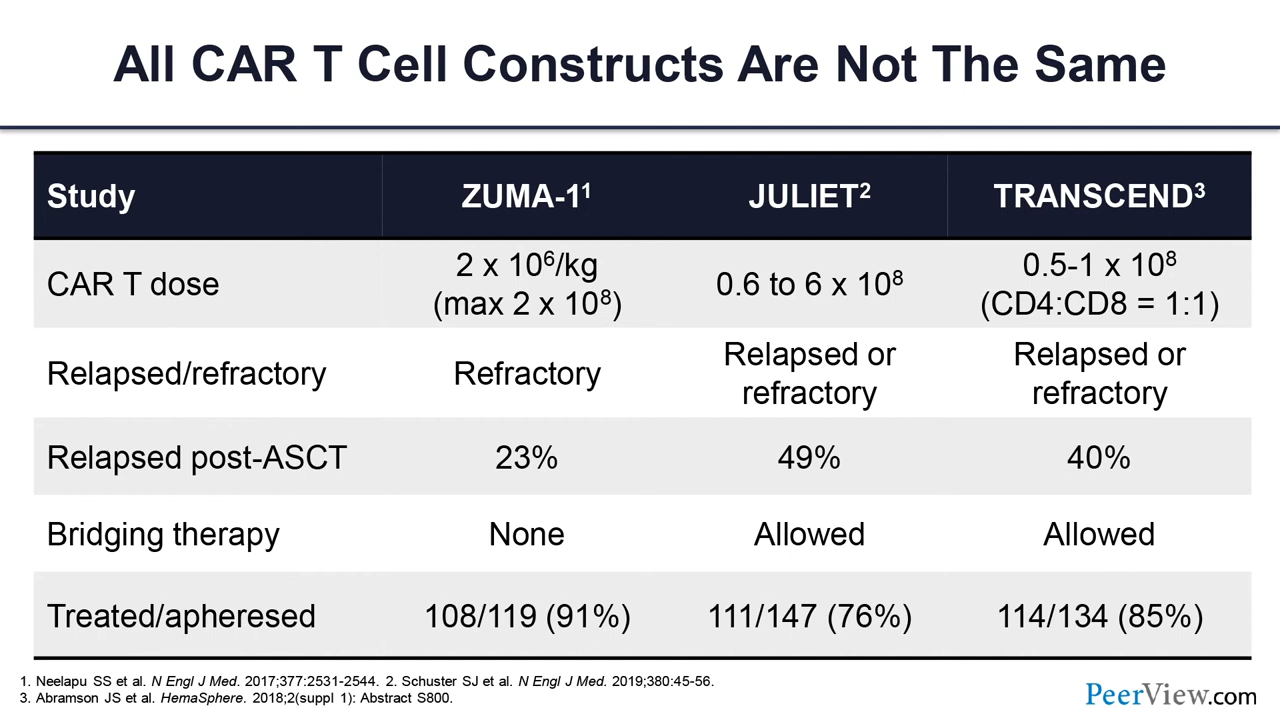 All CAR T Cell Constructs Are Not The Same
Study ZUMA-1¹ JULIET² TRANSCEND³
CAR T dose 2 x 10⁶/kg (max 2 x 10⁸) 0.6 to 6 x 10⁸ 0.5-1 x 10⁸ (CD4:CD8 = 1:1)
Relapsed/refractory Refractory Relapsed or refractory Relapsed or refractory
Relapsed post-ASCT 23% 49% 40%
Bridging therapy None Allowed Allowed
Treated/apheresed 108/119 (91%) 111/147 (76%) 114/134 (85%)
1. Neelapu SS et al. N Engl J Med. 2017;377:2531-2544. 2. Schuster SJ et al. N Engl J Med. 2019;380:45-56.
3. Abramson JS et al. HemaSphere. 2018;2(suppl 1): Abstract S800.
PeerView.com